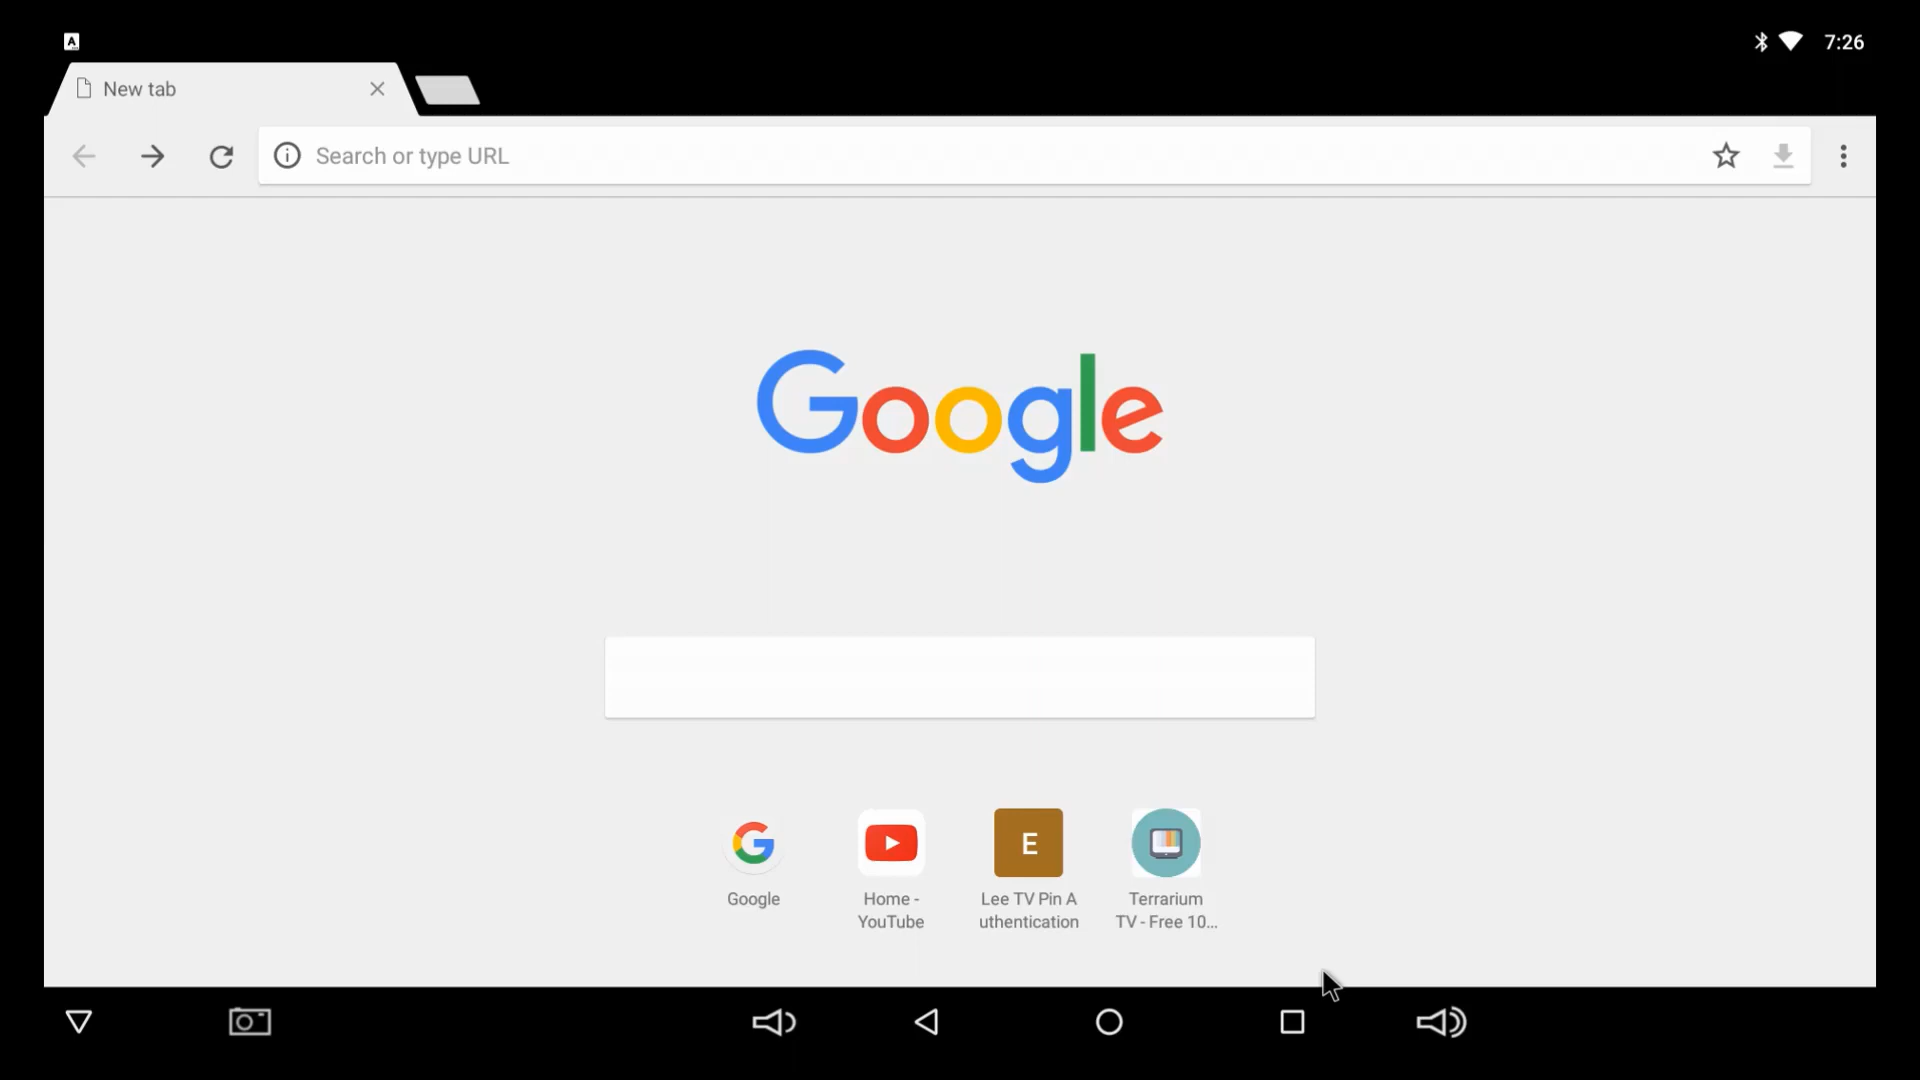 A
7:26
New tab
Search or type URL
Google
E
Google
Home -
YouTube
Lee TV Pin A
uthentication
Terrarium
TV - Free 10...